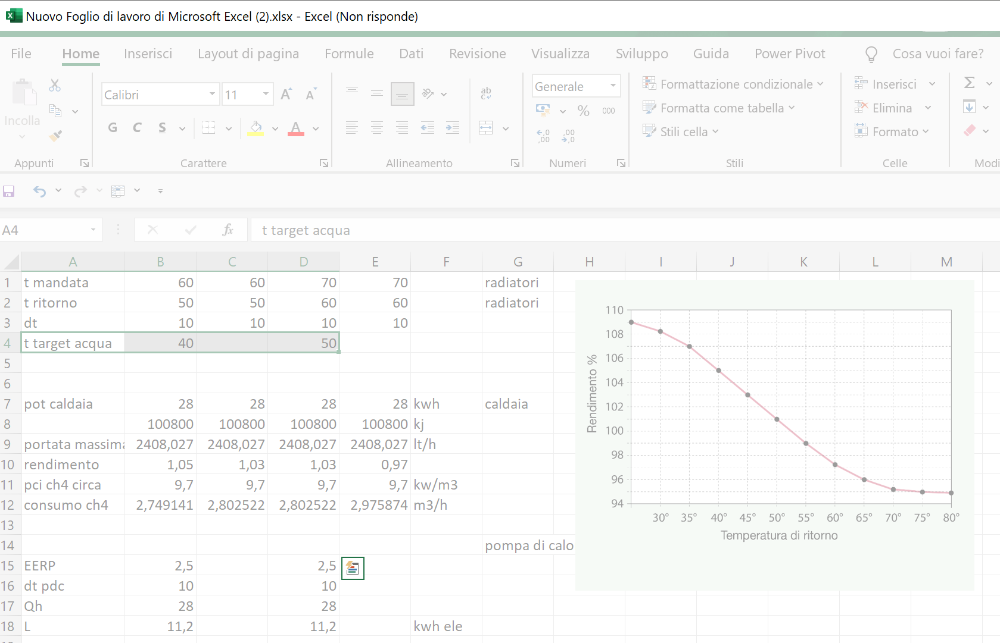 Nuovo Foglio di lavoro di Microsoft Excel (2).xlsx - Excel (Non risponde)
File Home Inserisci Layout di pagina Formule Dati Revisione Visualizza Sviluppo Guida Power Pivot Cosa vuoi fare?
Incolla
Appunti
Calibri 11 A A
G C S A
Carattere
ab
c
Allineamento
Generale
% 000
←,0 ,00
,00 →,0
Numeri
Formattazione condizionale
Formatta come tabella
Stili cella
Stili
Inserisci
Elimina
Formato
Celle
Σ
Modi
A4 fx t target acqua
A B C D E F G H I J K L M
1 t mandata 60 60 70 70 radiatori
2 t ritorno 50 50 60 60 radiatori
3 dt 10 10 10 10
4 t target acqua 40 50
5
6
7 pot caldaia 28 28 28 28 kwh caldaia
8 100800 100800 100800 100800 kj
9 portata massima 2408,027 2408,027 2408,027 2408,027 lt/h
10 rendimento 1,05 1,03 1,03 0,97
11 pci ch4 circa 9,7 9,7 9,7 9,7 kw/m3
12 consumo ch4 2,749141 2,802522 2,802522 2,975874 m3/h
13
14 pompa di calo
15 EERP 2,5 2,5
16 dt pdc 10 10
17 Qh 28 28
18 L 11,2 11,2 kwh ele
Rendimento %
110
108
106
104
102
100
98
96
94
30° 35° 40° 45° 50° 55° 60° 65° 70° 75° 80°
Temperatura di ritorno